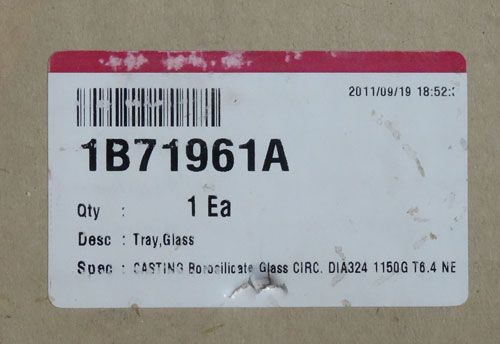 2011/09/19 18:52:
1B71961A
Qty : 1 Ea
Desc : Tray,Glass
Spec : CASTING Borosilicate Glass CIRC. DIA324 1150G T6.4 NE